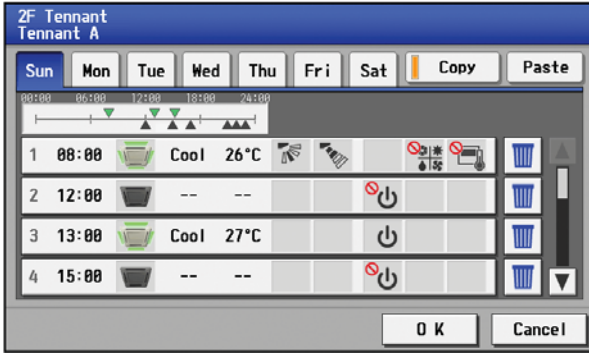 2F Tennant
Tennant A
Sun Mon Tue Wed Thu Fri Sat Copy Paste
00:00 06:00 12:00 18:00 24:00
1 08:00 Cool 26°C
2 12:00 -- --
3 13:00 Cool 27°C
4 15:00 -- --
OK Cancel